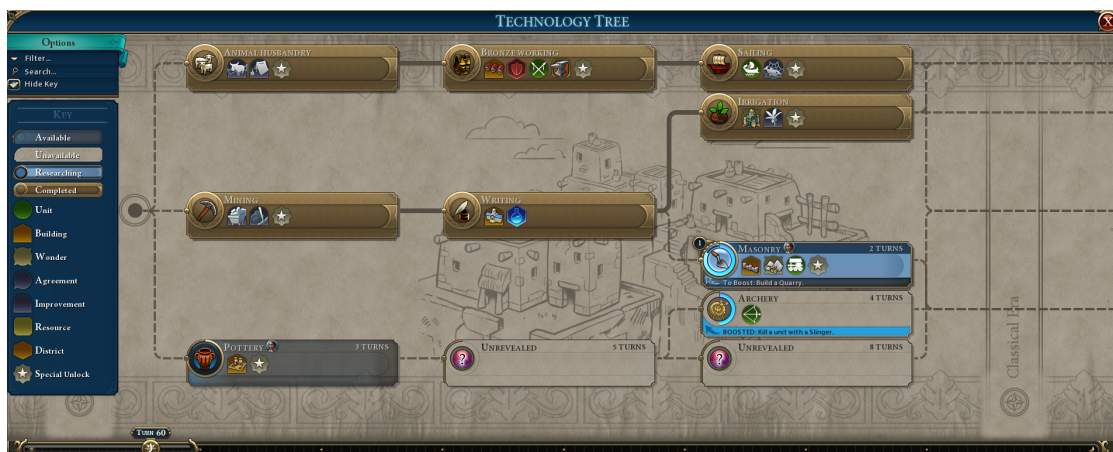 TECHNOLOGY TREE
Options
Filter...
Search...
Hide Key
KEY
Available
Unavailable
Researching
Completed
Unit
Building
Wonder
Agreement
Improvement
Resource
District
Special Unlock
ANIMAL HUSBANDRY
BRONZE WORKING
SAILING
IRRIGATION
MINING
WRITING
1
MASONRY
2 TURNS
To Boost: Build a Quarry.
ARCHERY
4 TURNS
BOOSTED: Kill a unit with a Slinger.
POTTERY
3 TURNS
?
UNREVEALED
5 TURNS
?
UNREVEALED
8 TURNS
Classical Era
TURN 60